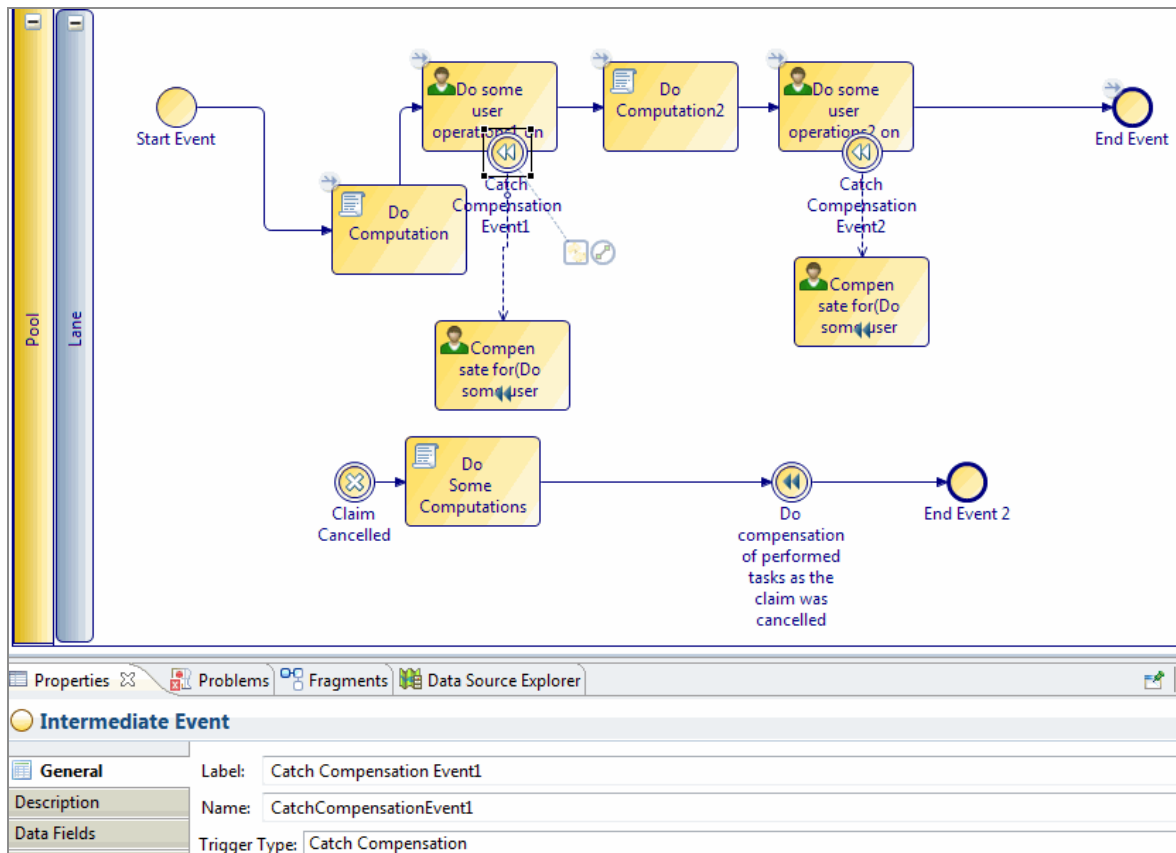 Pool
Lane
Start Event
Do
Computation
Do some
user
operations1 on
Catch
Compensation
Event1
Compen
sate for(Do
some user
Do
Computation2
Do some
user
operations2 on
Catch
Compensation
Event2
Compen
sate for(Do
some user
End Event
Claim
Cancelled
Do
Some
Computations
Do
compensation
of performed
tasks as the
claim was
cancelled
End Event 2
Properties Problems Fragments Data Source Explorer
Intermediate Event
General
Description
Data Fields
Label: Catch Compensation Event1
Name: CatchCompensationEvent1
Trigger Type: Catch Compensation